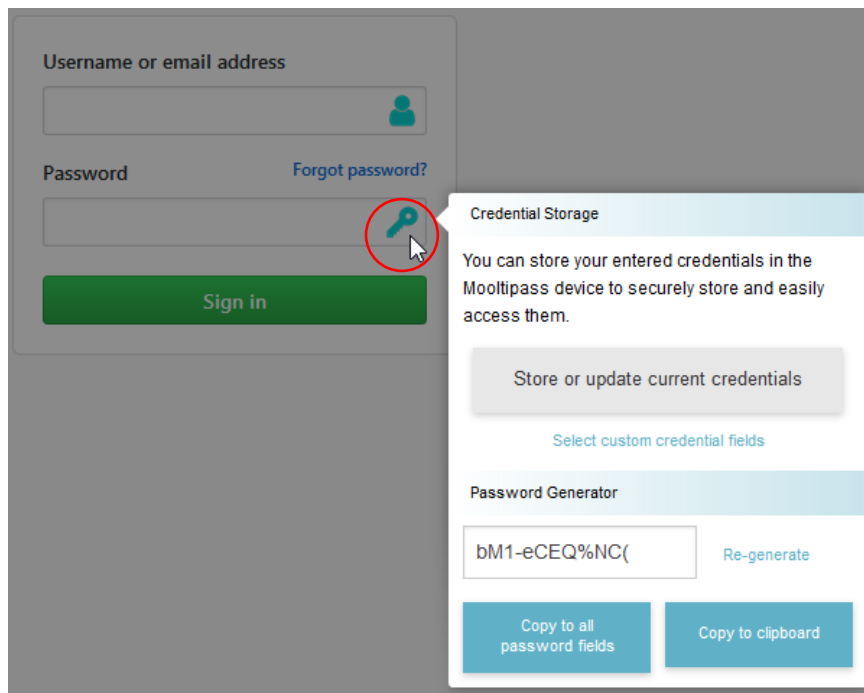 Username or email address
Password
Forgot password?
Sign in
Credential Storage
You can store your entered credentials in the
Mooltipass device to securely store and easily
access them.
Store or update current credentials
Select custom credential fields
Password Generator
bM1-eCEQ%NC(
Re-generate
Copy to all
password fields
Copy to clipboard